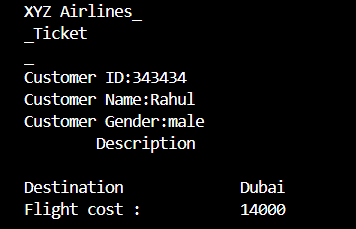 XYZ Airlines_
_Ticket
_
Customer ID:343434
Customer Name:Rahul
Customer Gender:male
Description
Destination Dubai
Flight cost : 14000